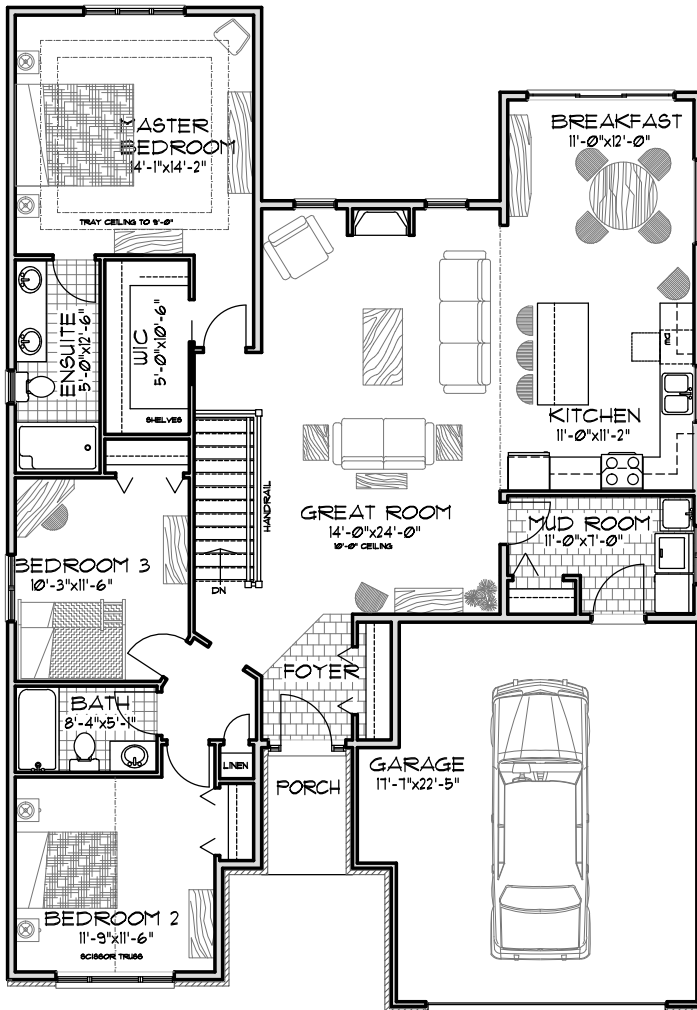 MASTER
BEDROOM
14'-1"x14'-2"
TRAY CEILING TO 9'-0"
BREAKFAST
11'-0"x12'-0"
ENSUITE
5'-0"x12'-6"
WIC
5'-0"x10'-6"
SHELVES
DW
KITCHEN
11'-0"x11'-2"
HANDRAIL
GREAT ROOM
14'-0"x24'-0"
10'-0" CEILING
MUD ROOM
11'-0"x7'-0"
BEDROOM 3
10'-3"x11'-6"
DN
FOYER
BATH
8'-4"x5'-1"
LINEN
PORCH
GARAGE
17'-7"x22'-5"
BEDROOM 2
11'-9"x11'-6"
SCISSOR TRUSS